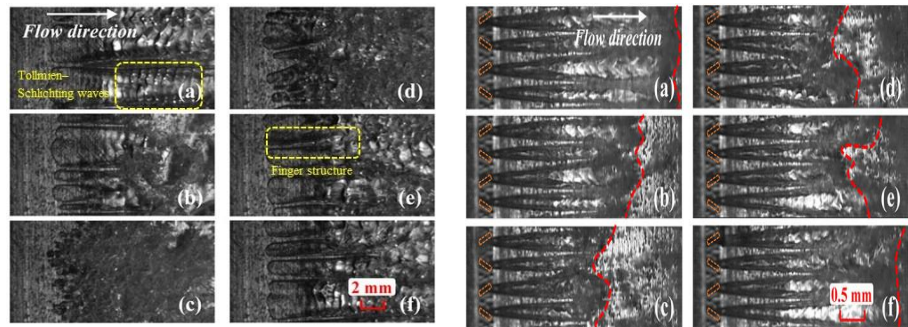 Flow direction
Tollmien–
Schlichting waves
(a)
(d)
(b)
(e)
Finger structure
(c)
(f)
2 mm
Flow direction
(a)
(d)
(b)
(e)
(c)
(f)
0.5 mm